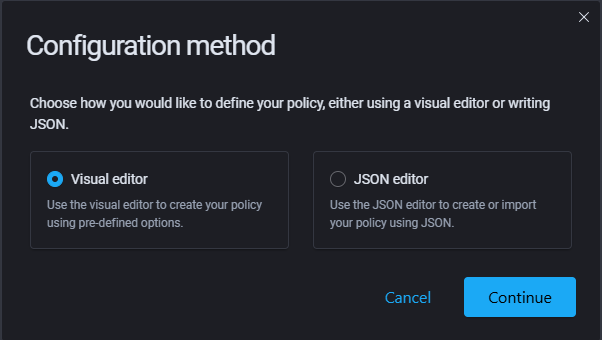 Configuration method
Choose how you would like to define your policy, either using a visual editor or writing
JSON.
Visual editor
Use the visual editor to create your policy
using pre-defined options.
JSON editor
Use the JSON editor to create or import
your policy using JSON.
Cancel
Continue